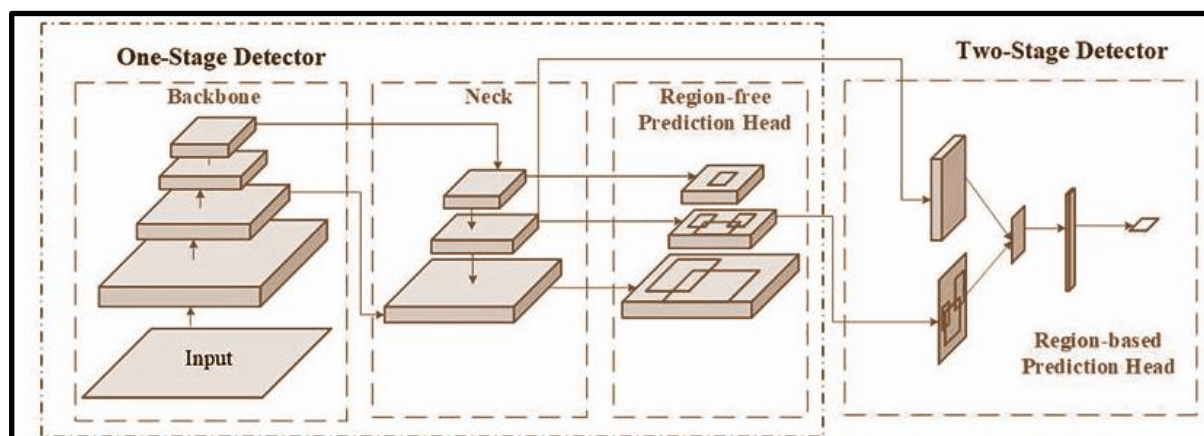 One-Stage Detector
Two-Stage Detector
Backbone
Neck
Region-free
Prediction Head
Input
Region-based
Prediction Head